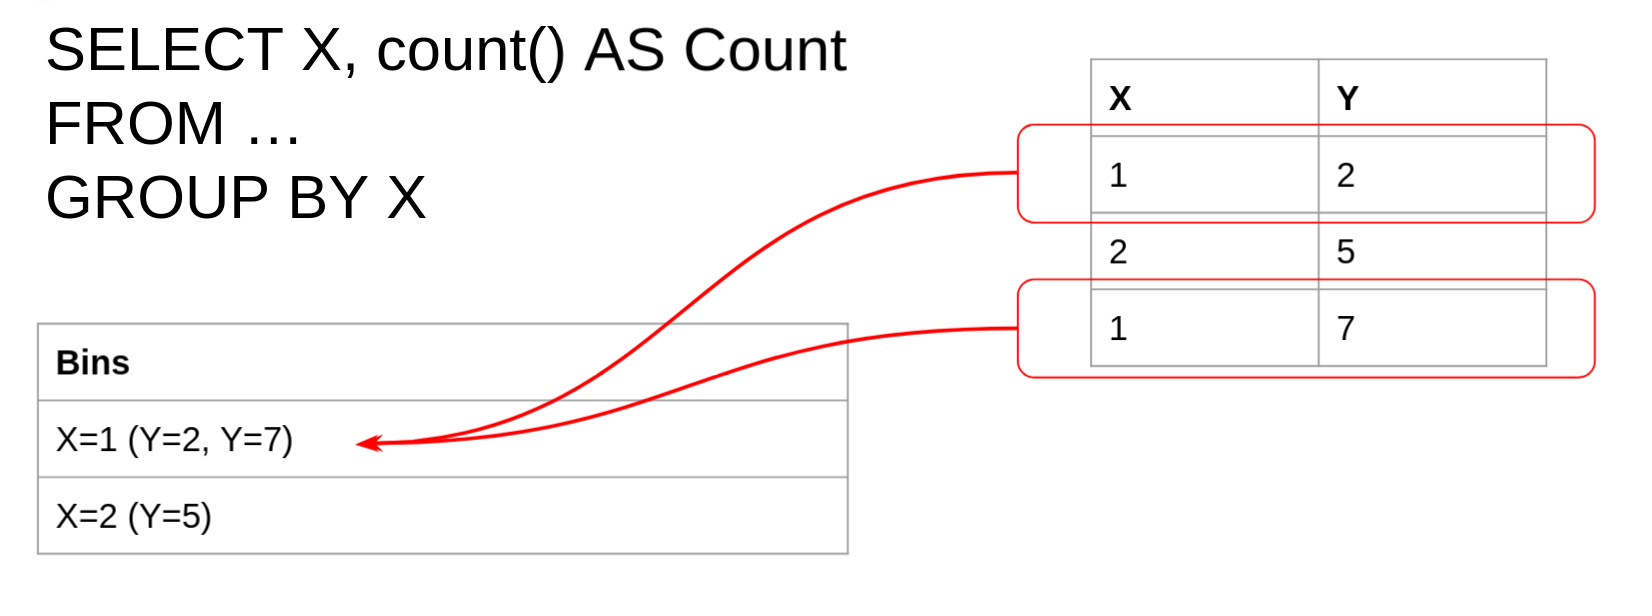 SELECT X, count() AS Count
FROM …
GROUP BY X
X Y
1 2
2 5
1 7
Bins
X=1 (Y=2, Y=7)
X=2 (Y=5)